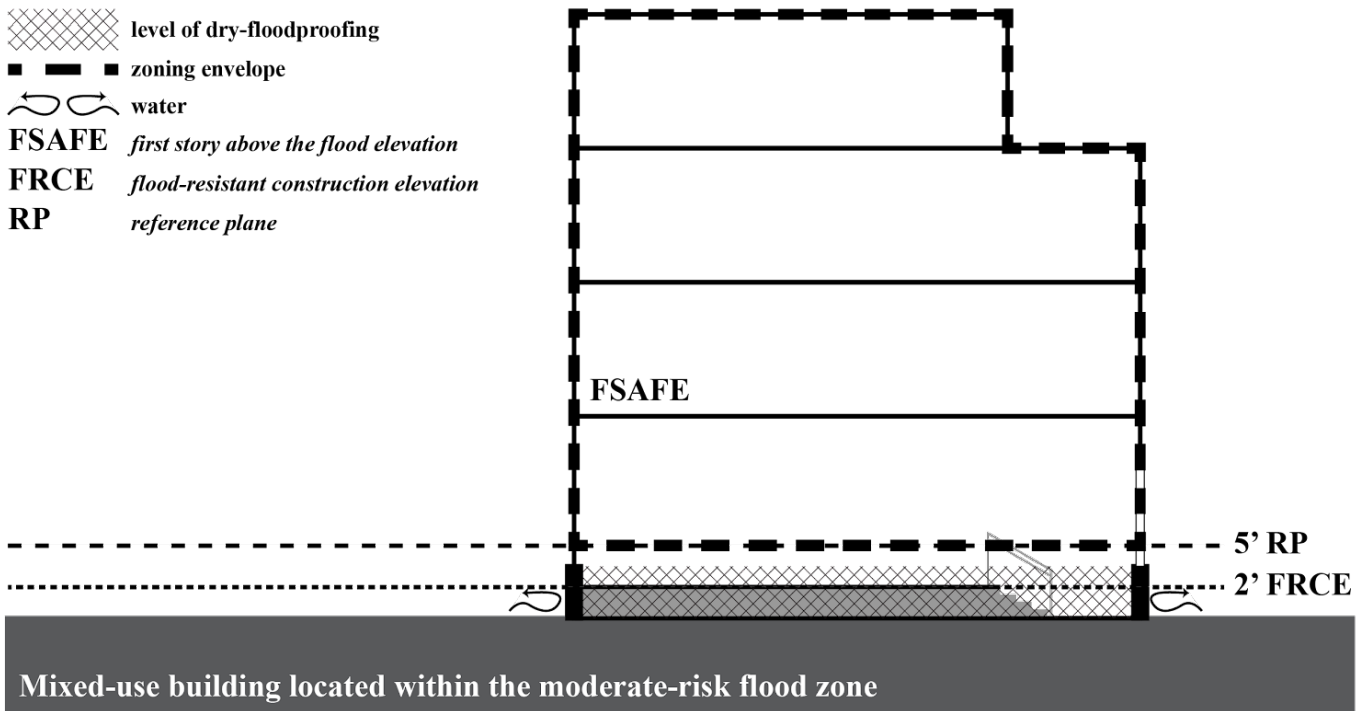 level of dry-floodproofing
zoning envelope
water
FSAFE first story above the flood elevation
FRCE flood-resistant construction elevation
RP reference plane
FSAFE
5’ RP
2’ FRCE
Mixed-use building located within the moderate-risk flood zone